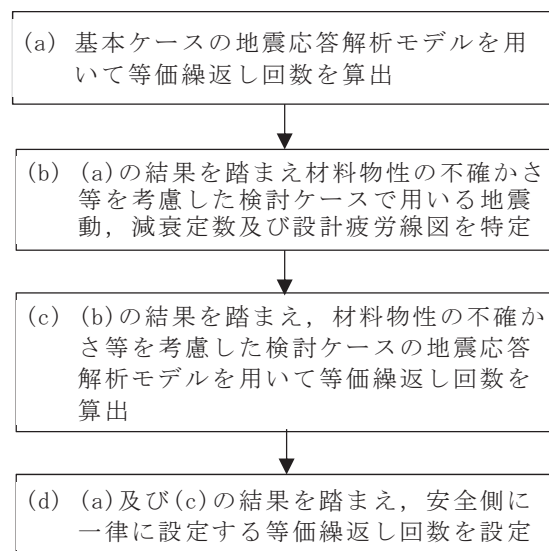 (a) 基本ケースの地震応答解析モデルを用
いて等価繰返し回数を算出
(b) (a)の結果を踏まえ材料物性の不確かさ
等を考慮した検討ケースで用いる地震
動，減衰定数及び設計疲労線図を特定
(c) (b)の結果を踏まえ，材料物性の不確か
さ等を考慮した検討ケースの地震応答
解析モデルを用いて等価繰返し回数を
算出
(d) (a)及び(c)の結果を踏まえ，安全側に
一律に設定する等価繰返し回数を設定